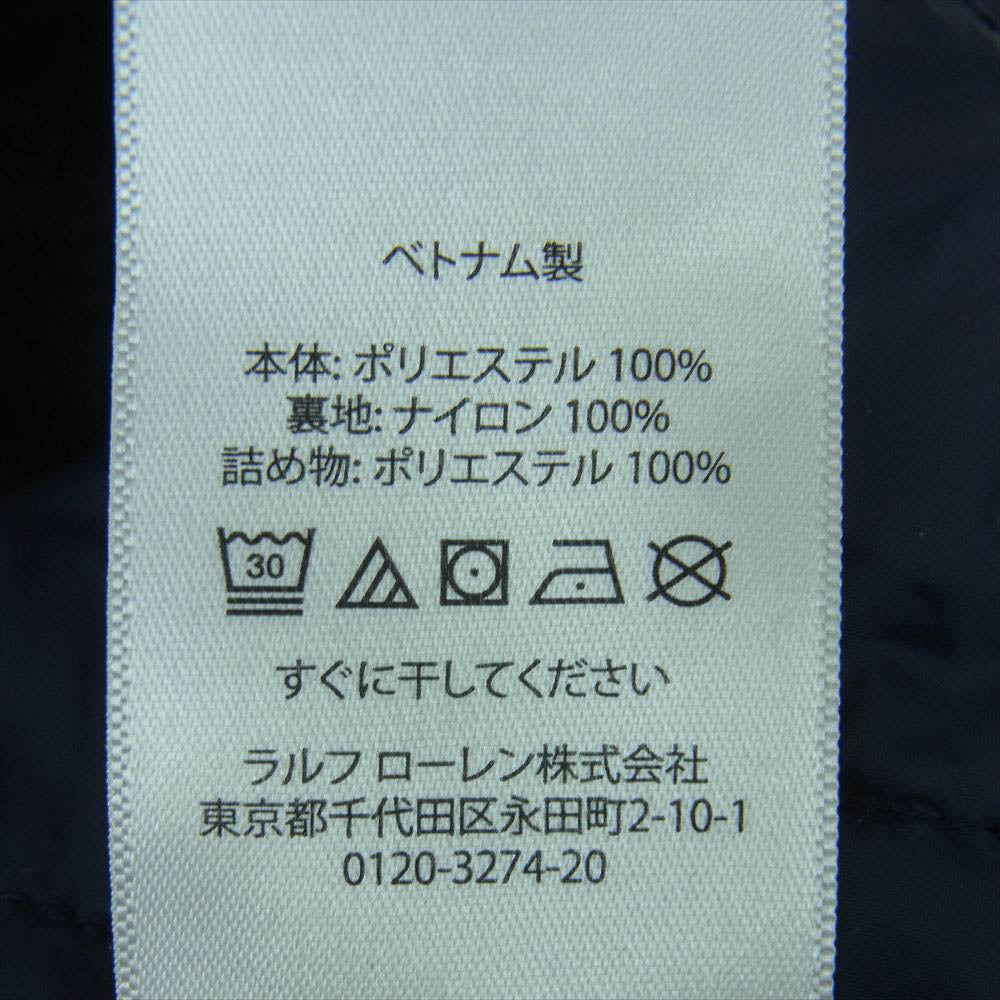 ベトナム製
本体: ポリエステル 100%
裏地: ナイロン 100%
詰め物: ポリエステル 100%
30
すぐに干してください
ラルフ ローレン株式会社
東京都千代田区永田町2-10-1
0120-3274-20